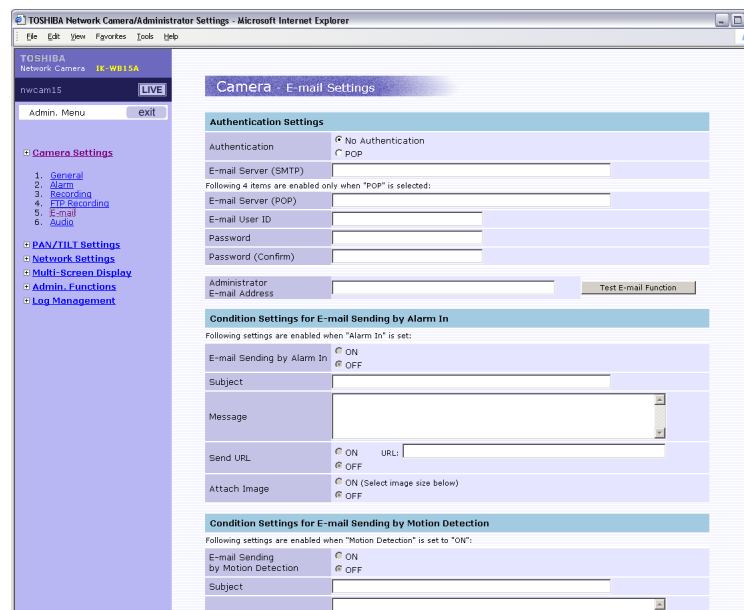 TOSHIBA Network Camera/Administrator Settings - Microsoft Internet Explorer
File Edit View Favorites Tools Help
TOSHIBA
Network Camera IK-WB15A
nwcam15 LIVE
Admin. Menu exit
Camera Settings
1. General
2. Alarm
3. Recording
4. FTP Recording
5. E-mail
6. Audio
PAN/TILT Settings
Network Settings
Multi-Screen Display
Admin. Functions
Log Management
Camera - E-mail Settings
Authentication Settings
Authentication
No Authentication
POP
E-mail Server (SMTP)
Following 4 items are enabled only when "POP" is selected:
E-mail Server (POP)
E-mail User ID
Password
Password (Confirm)
Administrator
E-mail Address
Test E-mail Function
Condition Settings for E-mail Sending by Alarm In
Following settings are enabled when "Alarm In" is set:
E-mail Sending by Alarm In
ON
OFF
Subject
Message
Send URL
ON URL:
OFF
Attach Image
ON (Select image size below)
OFF
Condition Settings for E-mail Sending by Motion Detection
Following settings are enabled when "Motion Detection" is set to "ON":
E-mail Sending
by Motion Detection
ON
OFF
Subject